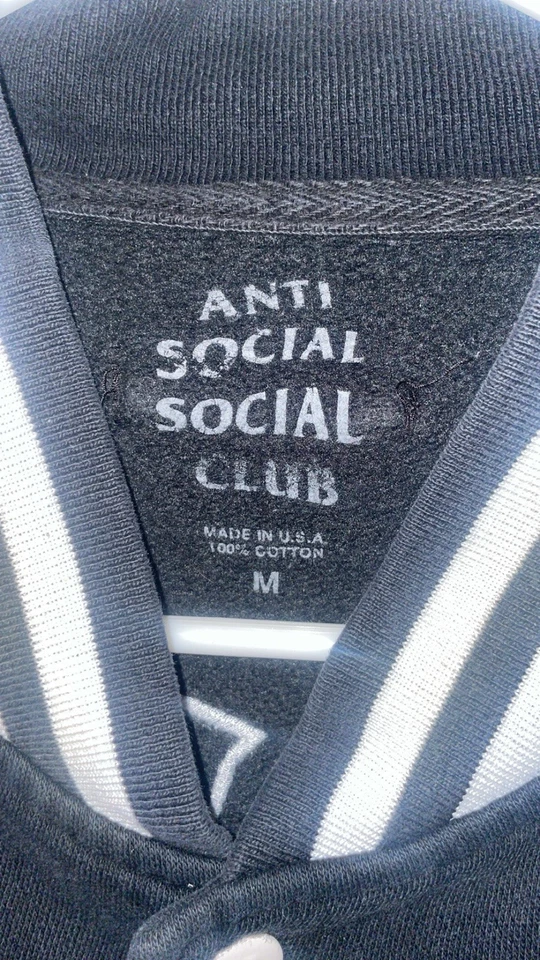 ANTI
SOCIAL
SOCIAL
CLUB
MADE IN U.S.A.
100% COTTON
M